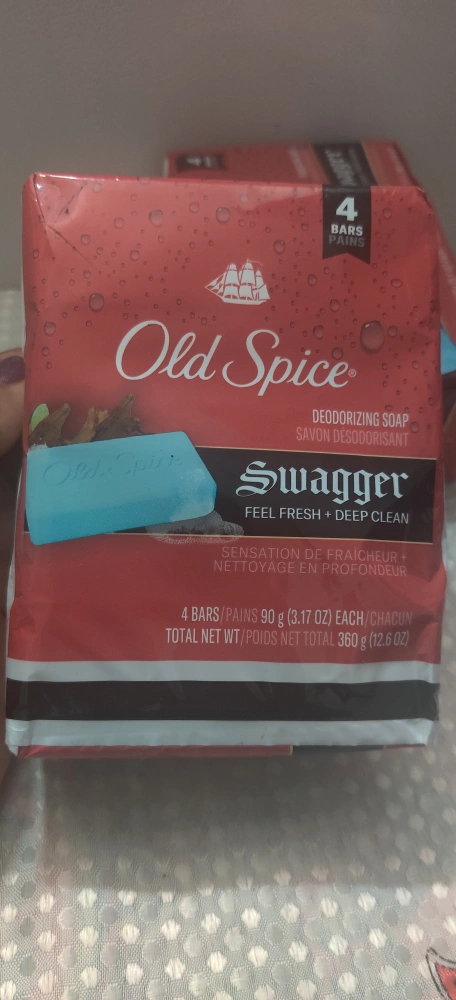 4
BARS
PAINS
Old Spice®
DEODORIZING SOAP
SAVON DÉSODORISANT
Old Spice
Swagger
FEEL FRESH + DEEP CLEAN
SENSATION DE FRAÎCHEUR +
NETTOYAGE EN PROFONDEUR
4 BARS/PAINS 90 g (3.17 OZ) EACH/CHACUN
TOTAL NET WT/POIDS NET TOTAL 360 g (12.6 OZ)